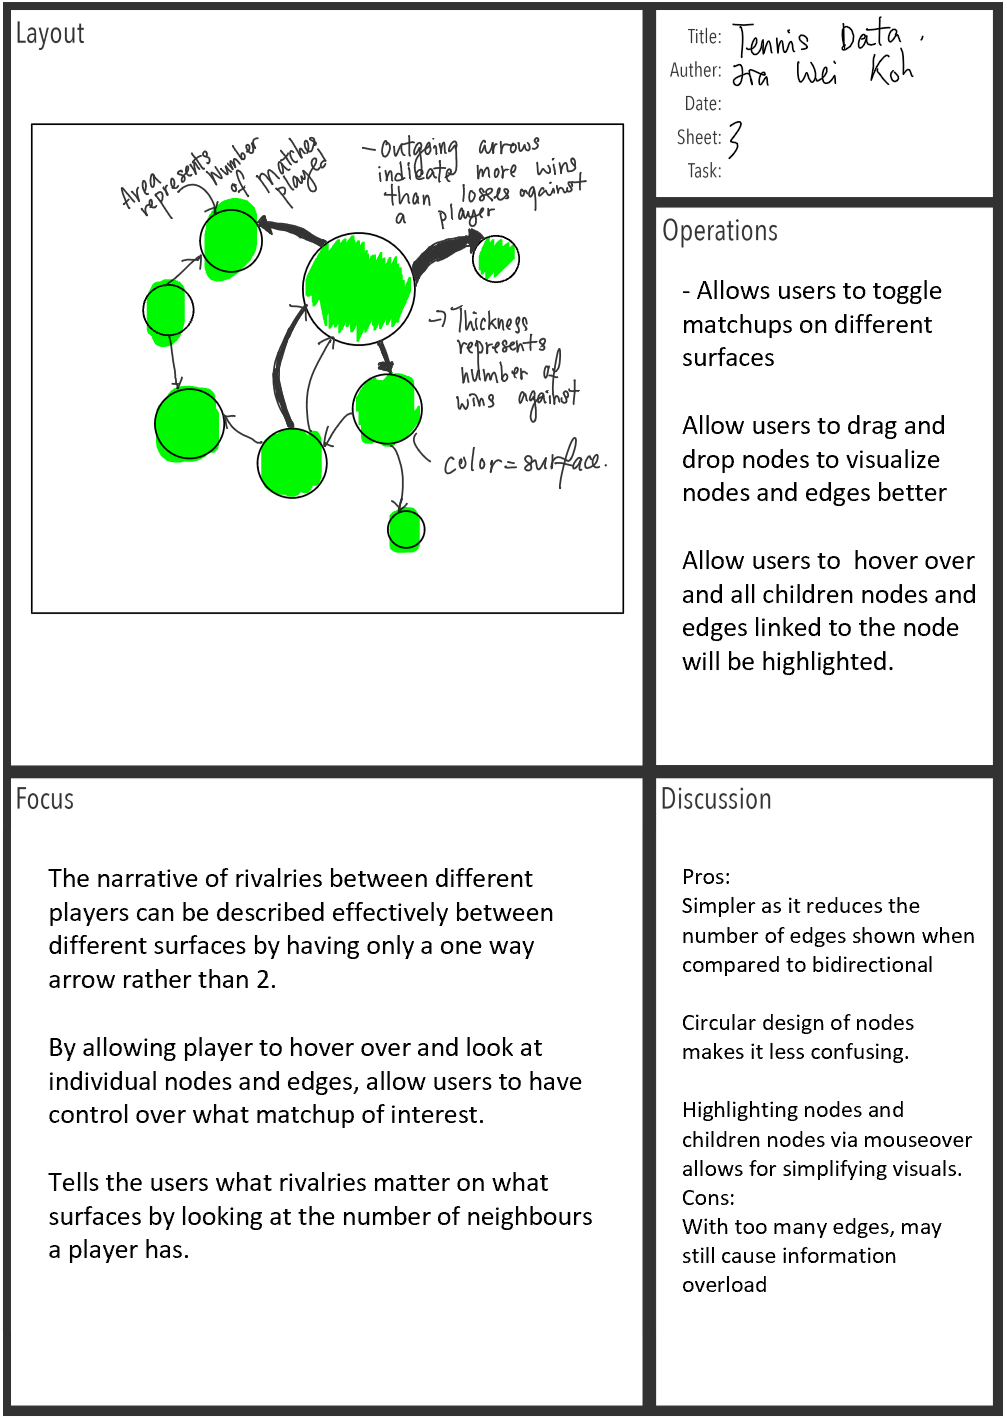 Layout
Area
represents
Number
of Matches
played
- Outgoing arrows
indicate more wins
than losses against
a player
-> Thickness
represents
number of
wins against
color = surface.
Title: Tennis Data.
Auther: Wei Koh
Date:
Sheet: 3
Task:
Operations
- Allows users to toggle
matchups on different
surfaces
Allow users to drag and
drop nodes to visualize
nodes and edges better
Allow users to hover over
and all children nodes and
edges linked to the node
will be highlighted.
Focus
The narrative of rivalries between different
players can be described effectively between
different surfaces by having only a one way
arrow rather than 2.
By allowing player to hover over and look at
individual nodes and edges, allow users to have
control over what matchup of interest.
Tells the users what rivalries matter on what
surfaces by looking at the number of neighbours
a player has.
Discussion
Pros:
Simpler as it reduces the
number of edges shown when
compared to bidirectional
Circular design of nodes
makes it less confusing.
Highlighting nodes and
children nodes via mouseover
allows for simplifying visuals.
Cons:
With too many edges, may
still cause information
overload